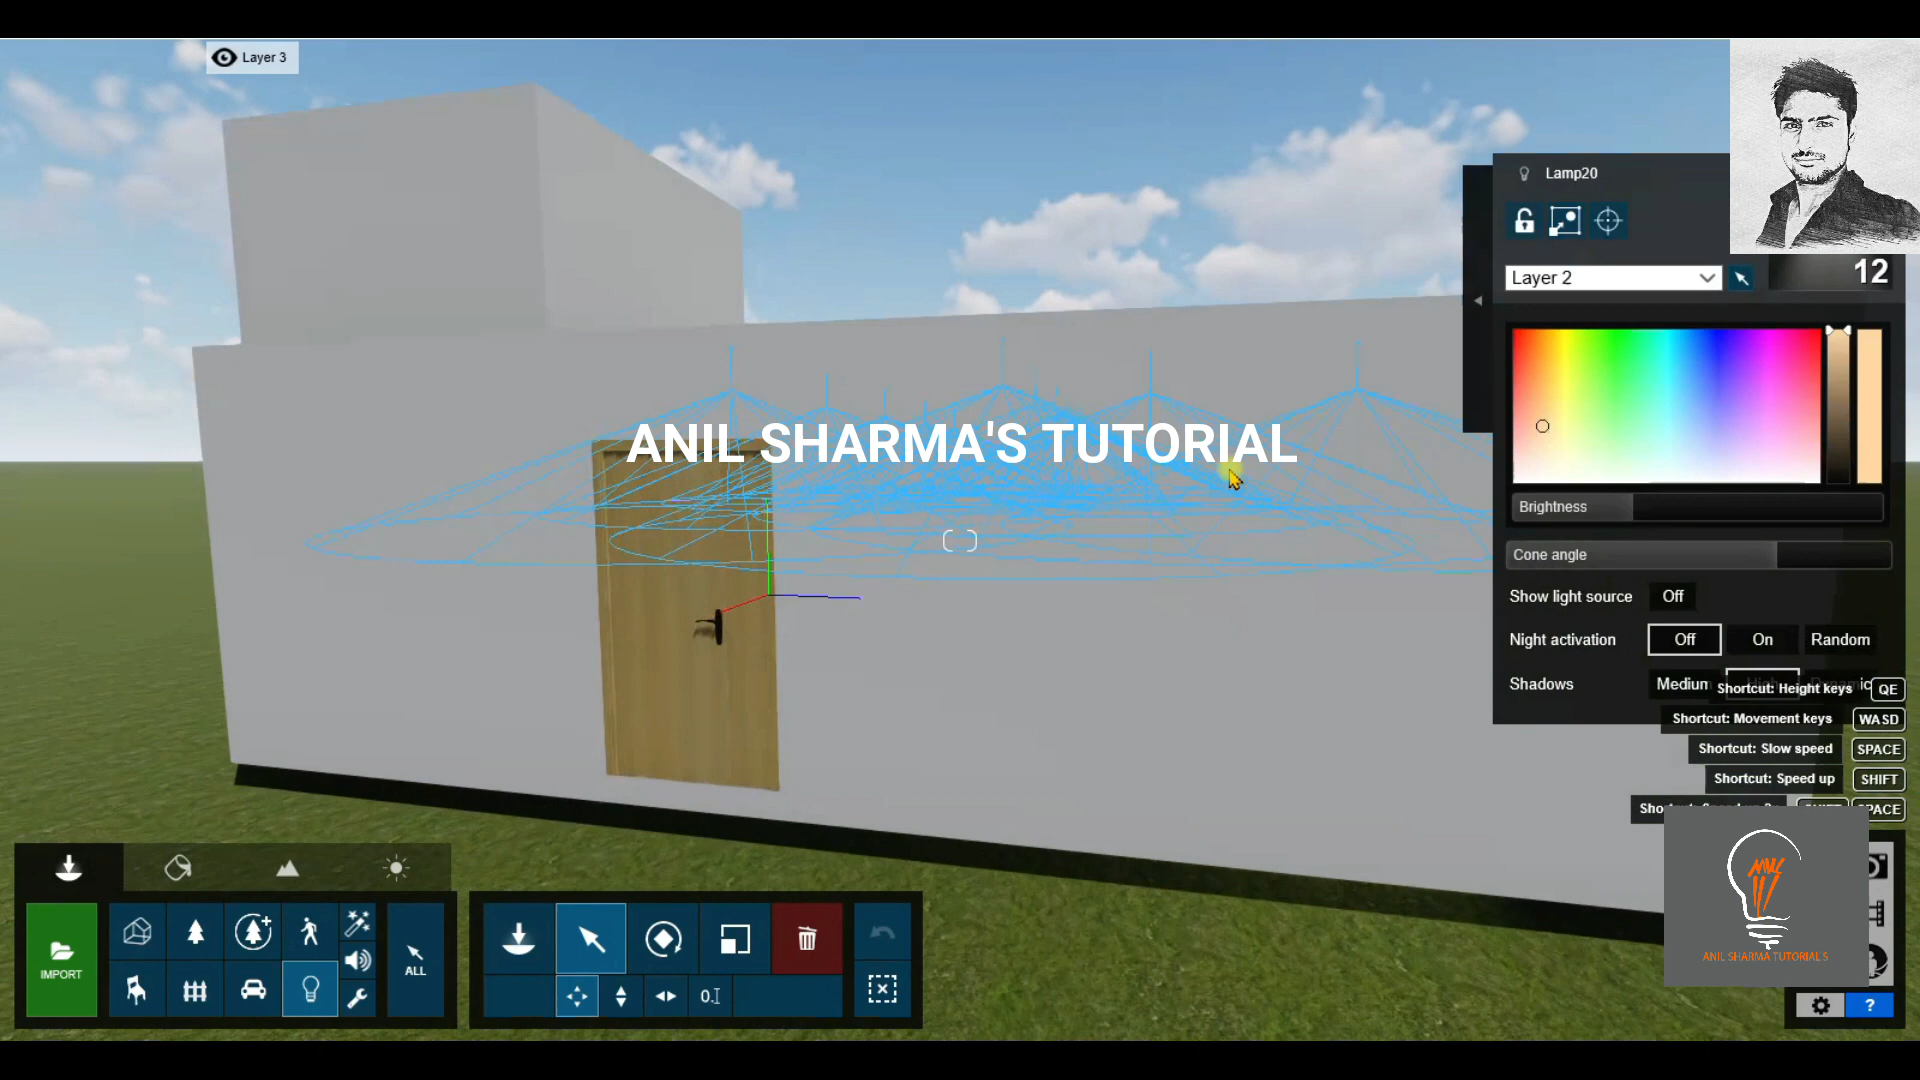 Layer 3
Lamp20
Layer 2
12
ANIL SHARMA'S TUTORIAL
Brightness
Cone angle
Show light source Off
Night activation Off On Random
Shadows Medium
Shortcut: Height keys QE
Shortcut: Movement keys WASD
Shortcut: Slow speed SPACE
Shortcut: Speed up SHIFT
ANIL SHARMA TUTORIALS
IMPORT
ALL
?